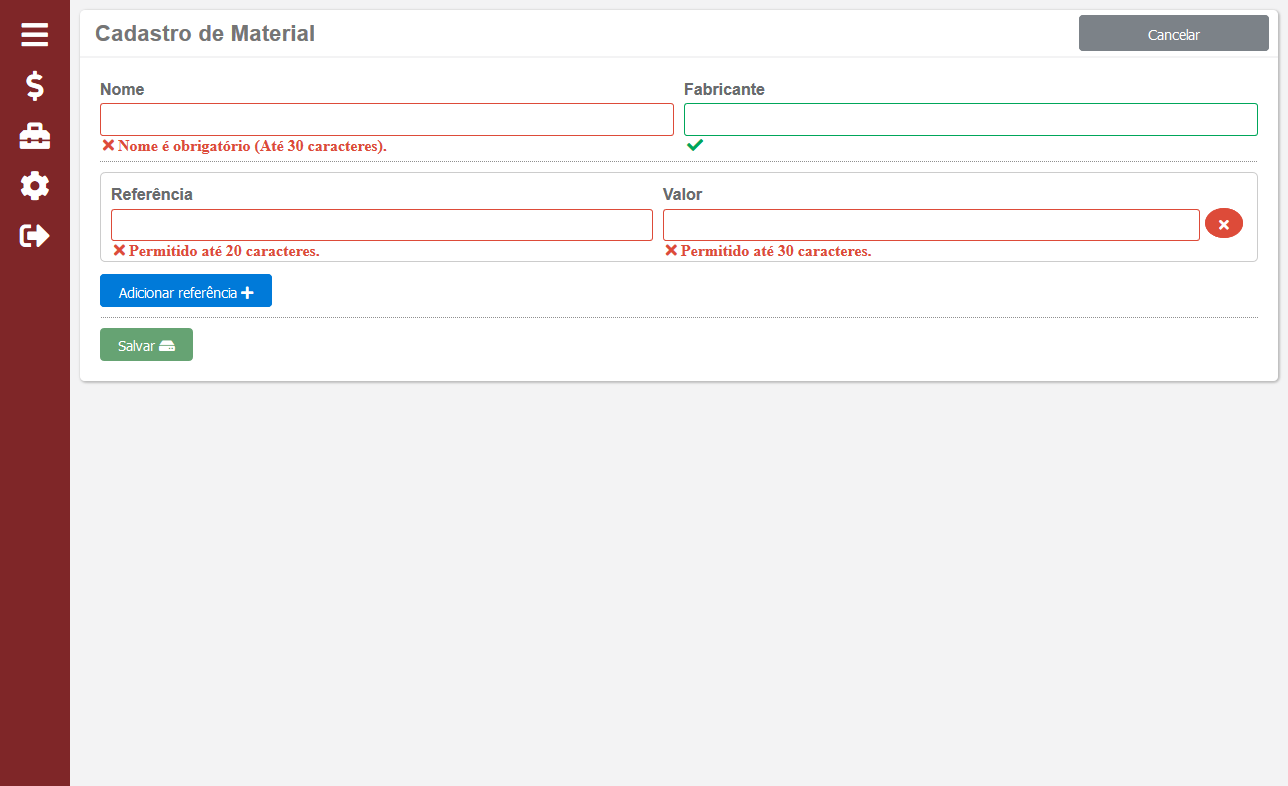 Cadastro de Material
Cancelar
Nome
Fabricante
Nome é obrigatório (Até 30 caracteres).
Referência
Valor
Permitido até 20 caracteres.
Permitido até 30 caracteres.
Adicionar referência
Salvar